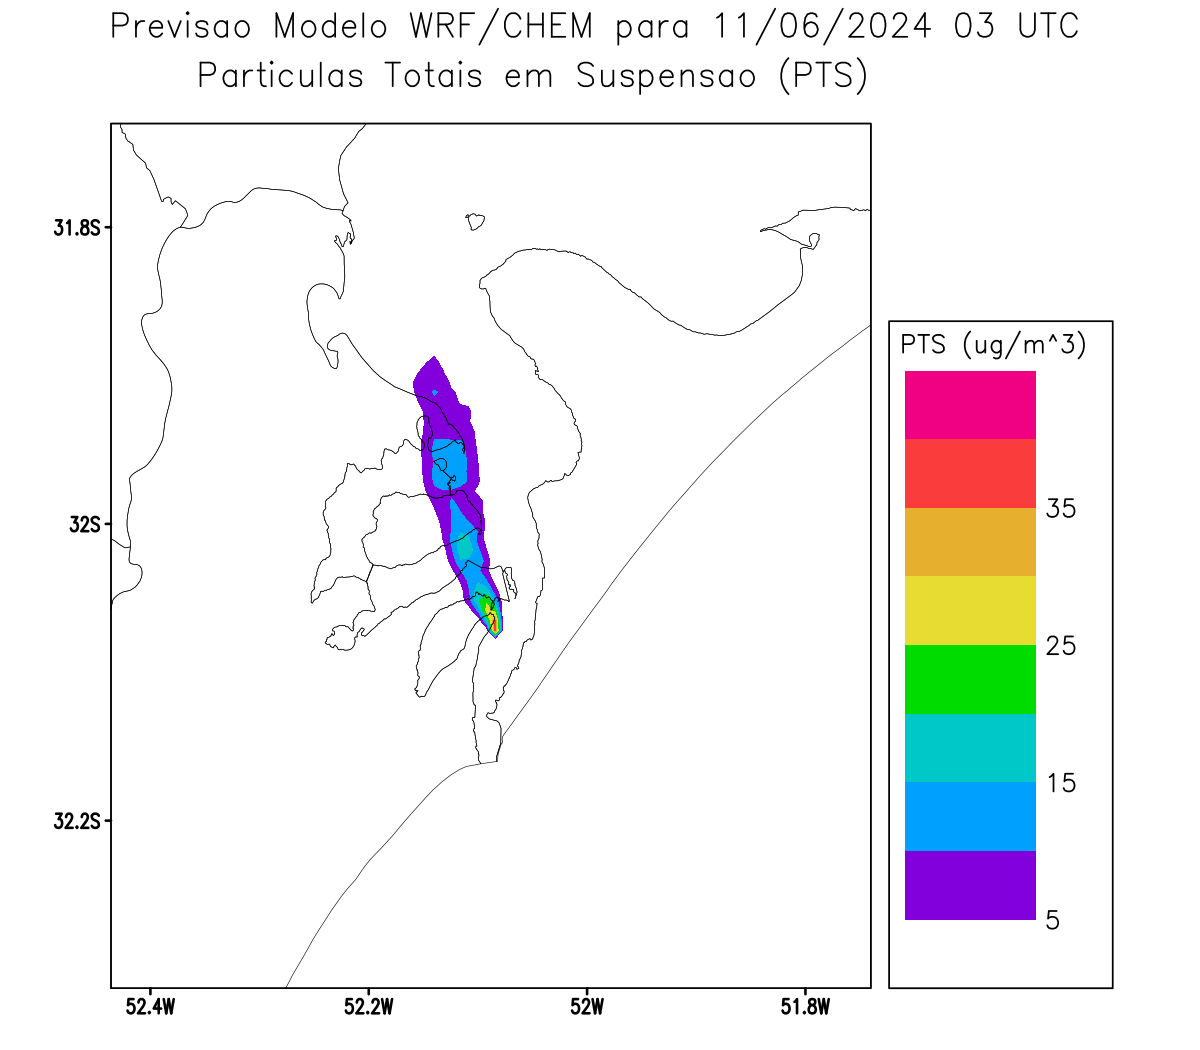 Previsao Modelo WRF/CHEM para 11/06/2024 03 UTC
Particulas Totais em Suspensao (PTS)
31.8S
32S
32.2S
52.4W
52.2W
52W
51.8W
PTS (ug/m^3)
35
25
15
5